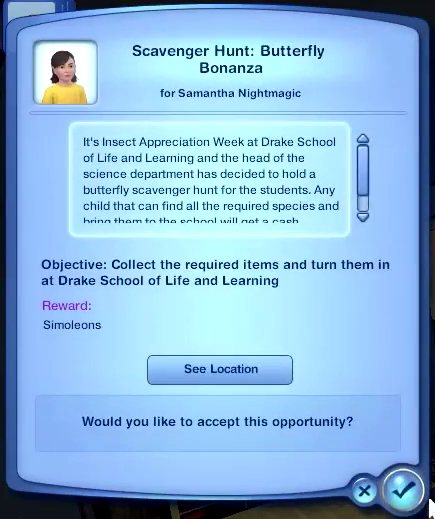 Scavenger Hunt: Butterfly
Bonanza
for Samantha Nightmagic
It's Insect Appreciation Week at Drake School
of Life and Learning and the head of the
science department has decided to hold a
butterfly scavenger hunt for the students. Any
child that can find all the required species and
bring them to the school will get a cash
Objective: Collect the required items and turn them in
at Drake School of Life and Learning
Reward:
Simoleons
See Location
Would you like to accept this opportunity?